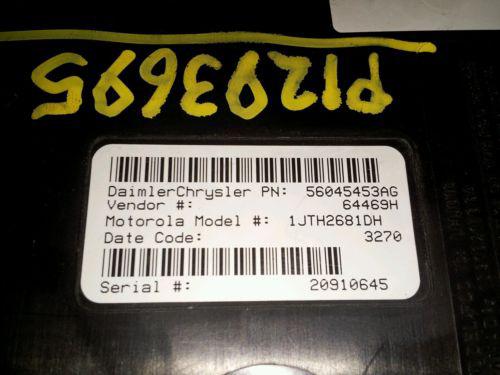 P1293695
DaimlerChrysler PN: 56045453AG
Vendor #: 64469H
Motorola Model #: 1JTH2681DH
Date Code: 3270
Serial #: 20910645